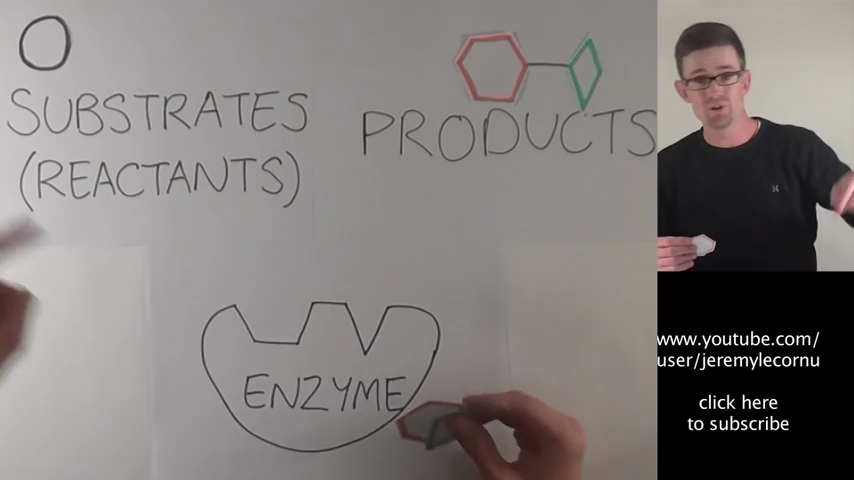 SUBSTRATES
(REACTANTS)
PRODUCTS
ENZYME
www.youtube.com/
user/jeremylecornu
click here
to subscribe